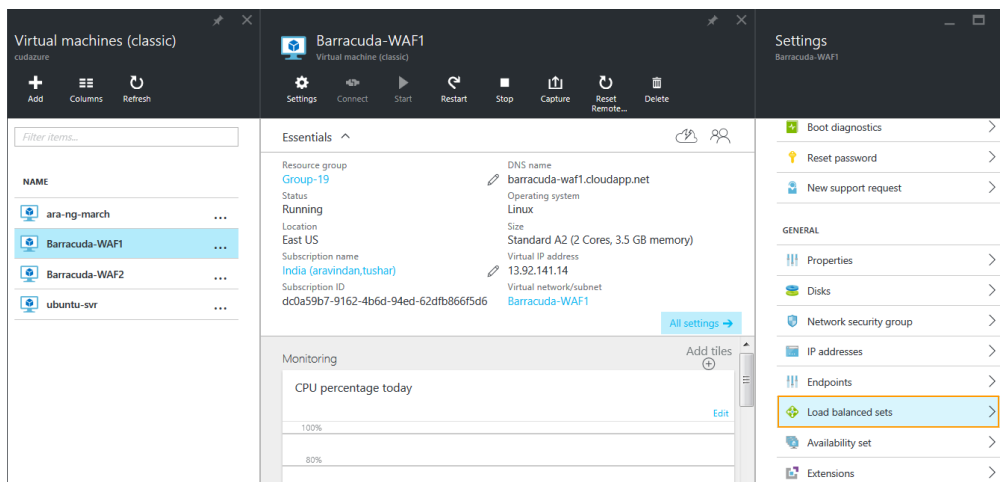 Virtual machines (classic)
cudazure
Add
Columns
Refresh
Filter items...
NAME
ara-ng-march
Barracuda-WAF1
Barracuda-WAF2
ubuntu-svr
Barracuda-WAF1
Virtual machine (classic)
Settings
Connect
Start
Restart
Stop
Capture
Reset
Remote...
Delete
Essentials
Resource group
Group-19
Status
Running
Location
East US
Subscription name
India (aravindan,tushar)
Subscription ID
dc0a59b7-9162-4b6d-94ed-62dfb866f5d6
DNS name
barracuda-waf1.cloudapp.net
Operating system
Linux
Size
Standard A2 (2 Cores, 3.5 GB memory)
Virtual IP address
13.92.141.14
Virtual network/subnet
Barracuda-WAF1
All settings
Monitoring
Add tiles
CPU percentage today
Edit
100%
80%
Settings
Barracuda-WAF1
Boot diagnostics
Reset password
New support request
GENERAL
Properties
Disks
Network security group
IP addresses
Endpoints
Load balanced sets
Availability set
Extensions